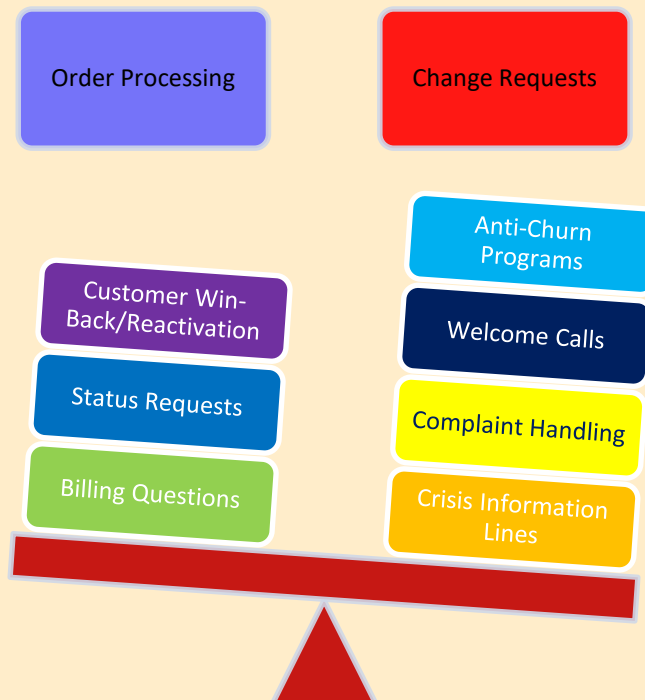 Order Processing
Change Requests
Anti-Churn
Programs
Customer Win-
Back/Reactivation
Welcome Calls
Status Requests
Complaint Handling
Billing Questions
Crisis Information
Lines